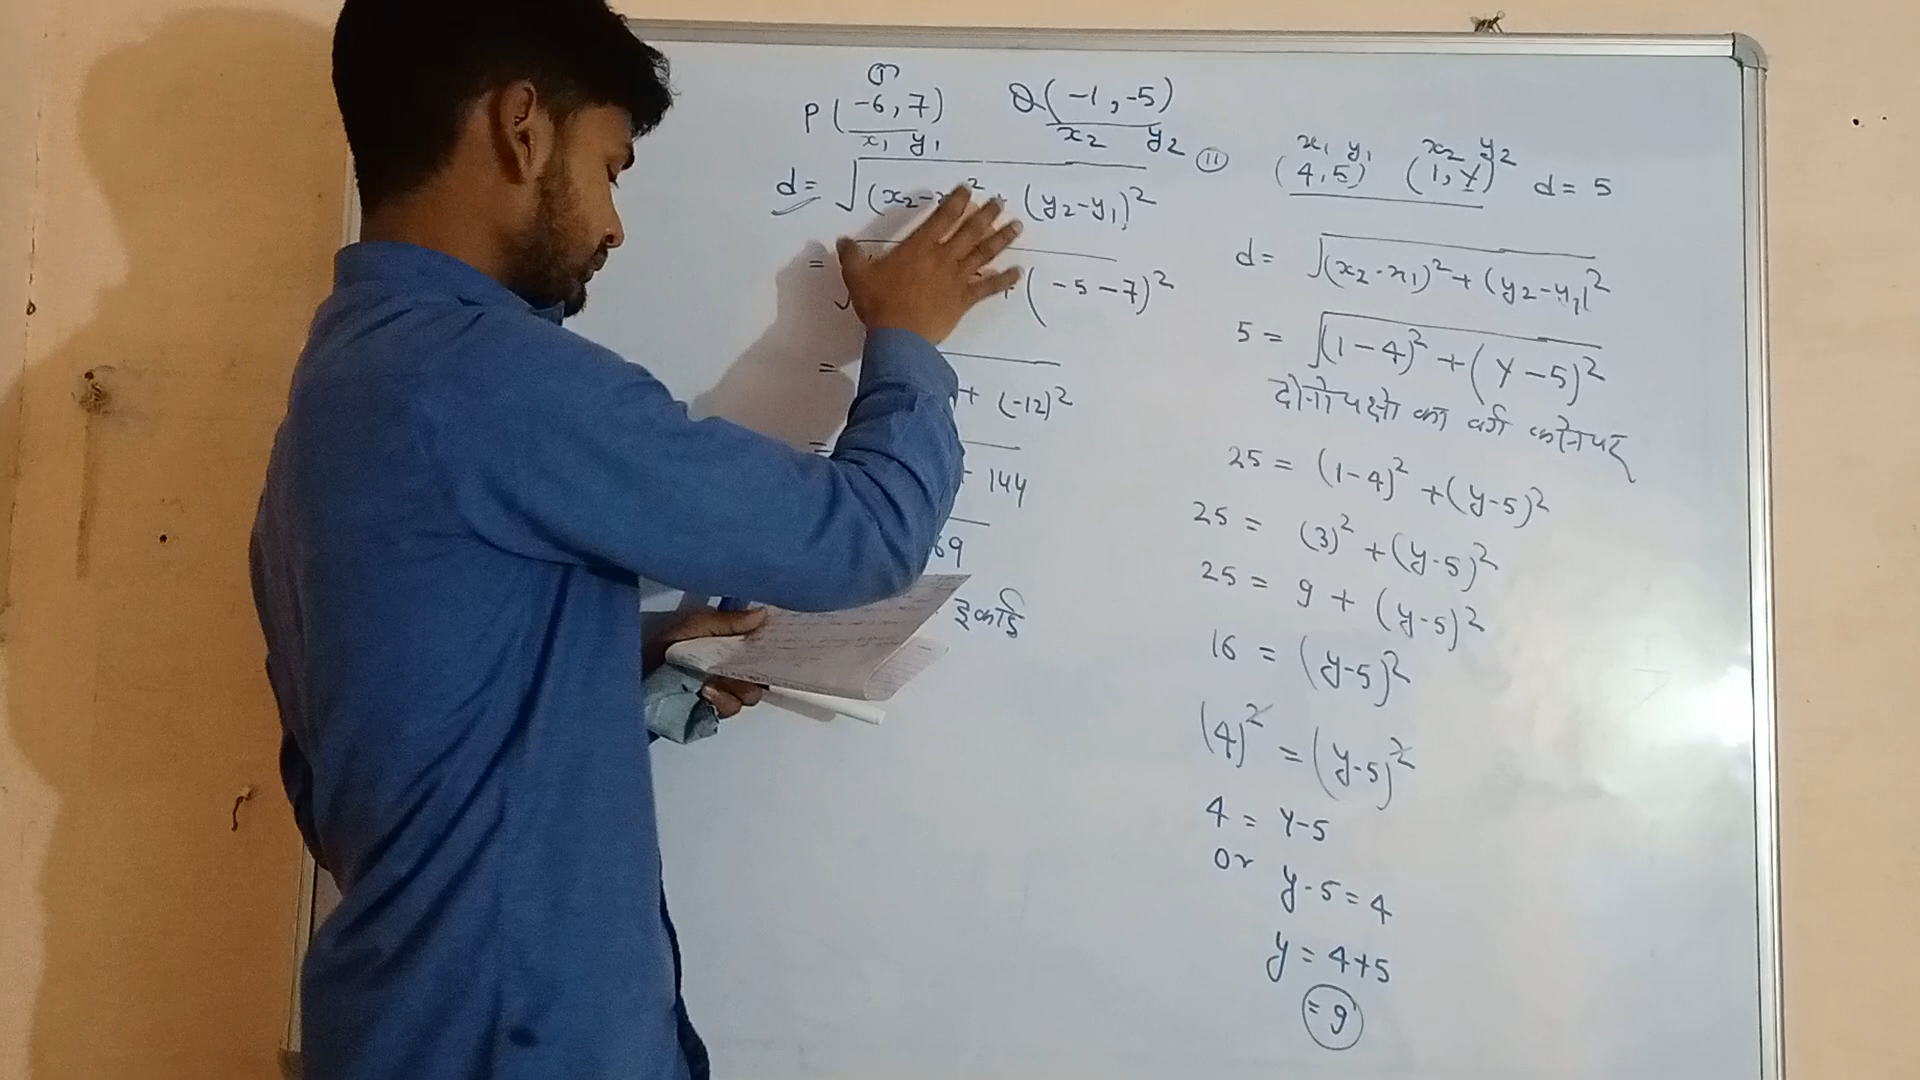 (1)
P(-6, 7) Q(-1, -5)
x₁ y₁ x₂ y₂
d= √(x₂- ² + (y₂-y₁)²
= + (-5-7)²
= + (-12)²
= 144
69
इकाई
(11)
x₁ y₁ x₂ y₂
(4,5) (1, Y) d= 5
d= √(x₂-x₁)²+(y₂-y₁)²
5= √(1-4)²+(Y-5)²
दोनो पक्षो का वर्ग करने पर
25= (1-4)²+(y-5)²
25= (3)²+(y-5)²
25= 9 + (y-5)²
16 = (y-5)²
(4)² = (y-5)²
4 = Y-5
or
y-5=4
y = 4+5
= 9